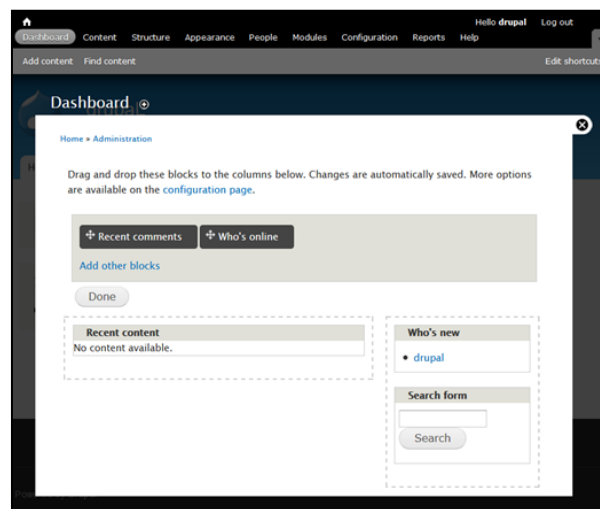 Hello drupal Log out
Dashboard Content Structure Appearance People Modules Configuration Reports Help
Add content Find content Edit shortcuts
Dashboard
Home » Administration
Drag and drop these blocks to the columns below. Changes are automatically saved. More options
are available on the configuration page.
Recent comments Who's online
Add other blocks
Done
Recent content
No content available.
Who's new
drupal
Search form
Search